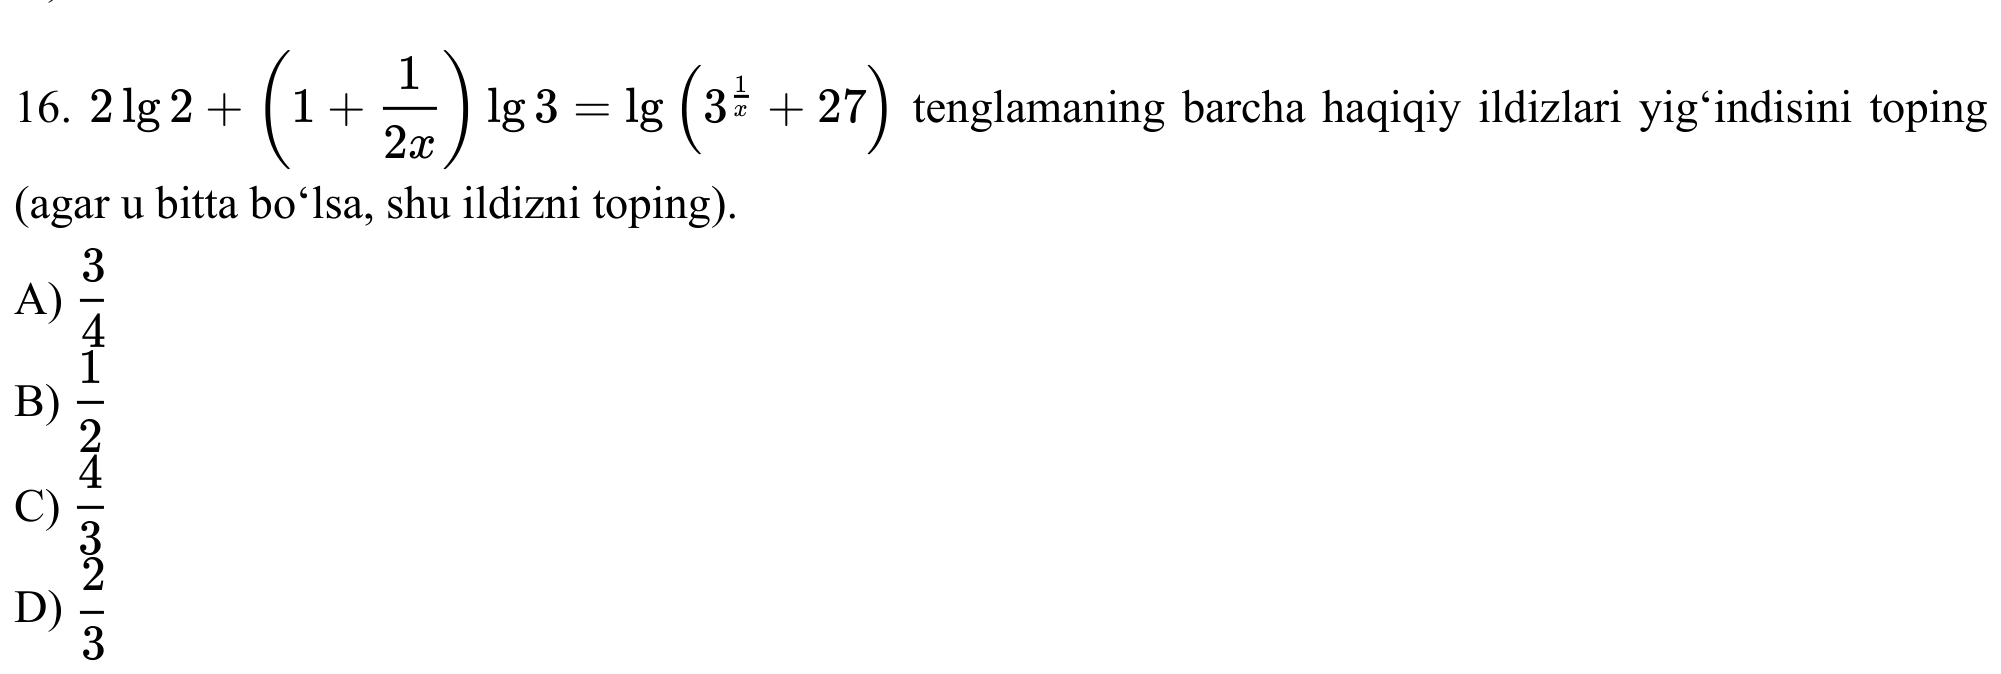 16. 2 lg 2 + (1 + 1/(2x)) lg 3 = lg (3^(1/x) + 27) tenglamaning barcha haqiqiy ildizlari yig‘indisini toping
(agar u bitta bo‘lsa, shu ildizni toping).
A) 3/4
B) 1/2
C) 4/3
D) 2/3